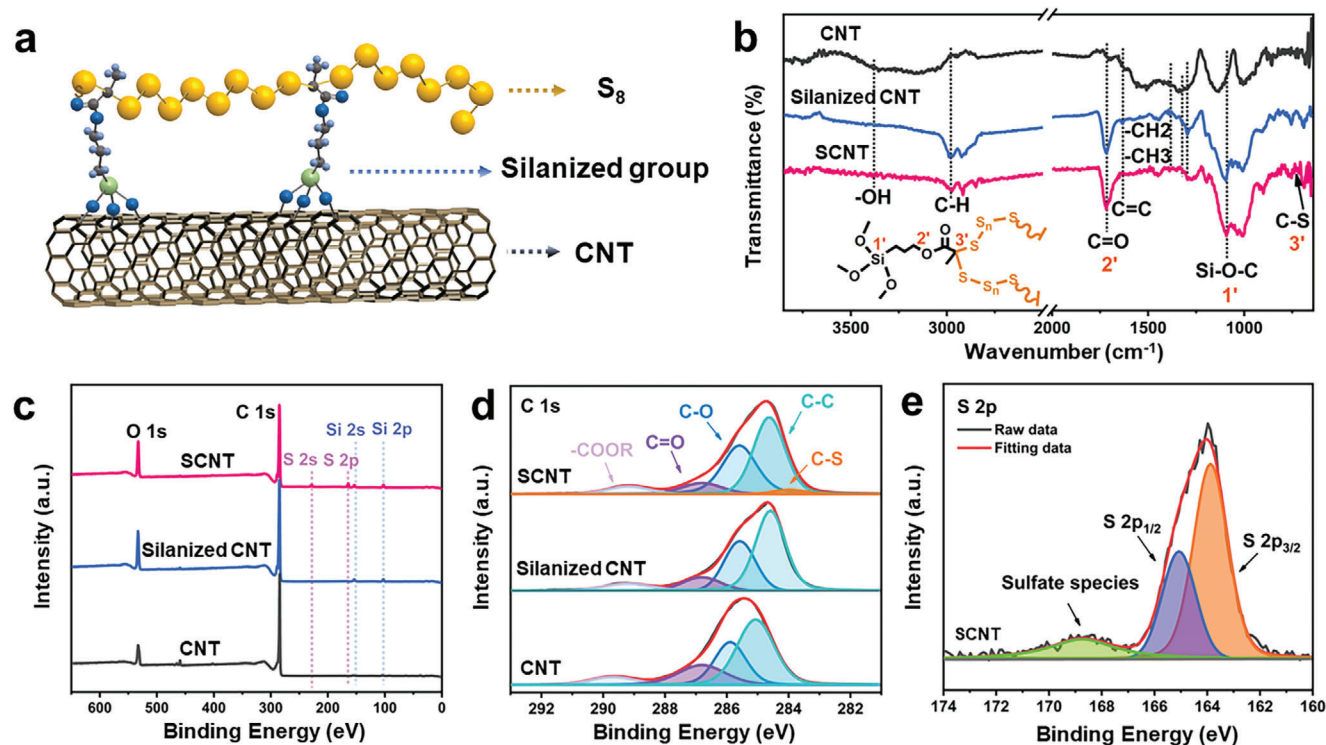 a
S8
Silanized group
CNT
b
CNT
Silanized CNT
SCNT
-CH2
-CH3
-OH
C-H
C=C
C=O
2'
C-S
3'
Si-O-C
1'
1'
2'
O
3'
Si
O
O
O
O
S
Sn
S
S
Sn
S
Transmittance (%)
3500
3000
2000
1500
1000
Wavenumber (cm-1)
c
O 1s
C 1s
Si 2s
Si 2p
S 2s
S 2p
SCNT
Silanized CNT
CNT
Intensity (a.u.)
600
500
400
300
200
100
0
Binding Energy (eV)
d
C 1s
C-O
C-C
C=O
-COOR
C-S
SCNT
Silanized CNT
CNT
Intensity (a.u.)
292
290
288
286
284
282
Binding Energy (eV)
e
S 2p
Raw data
Fitting data
S 2p1/2
S 2p3/2
Sulfate species
SCNT
Intensity (a.u.)
174
172
170
168
166
164
162
160
Binding Energy (eV)